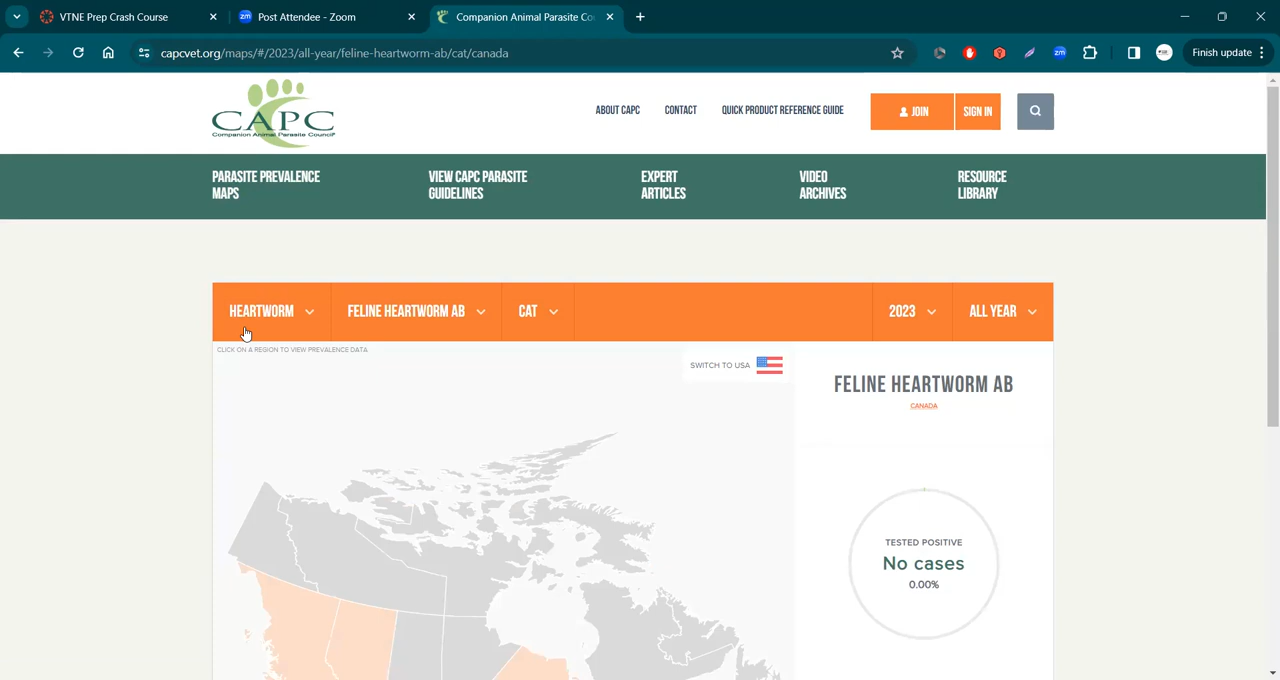 VTNE Prep Crash Course
zm Post Attendee - Zoom
Companion Animal Parasite Co
capcvet.org/maps/#/2023/all-year/feline-heartworm-ab/cat/canada
zm
Finish update
CAPC
Companion Animal Parasite Council
ABOUT CAPC
CONTACT
QUICK PRODUCT REFERENCE GUIDE
JOIN
SIGN IN
PARASITE PREVALENCE
MAPS
VIEW CAPC PARASITE
GUIDELINES
EXPERT
ARTICLES
VIDEO
ARCHIVES
RESOURCE
LIBRARY
HEARTWORM
FELINE HEARTWORM AB
CAT
2023
ALL YEAR
CLICK ON A REGION TO VIEW PREVALENCE DATA
SWITCH TO USA
FELINE HEARTWORM AB
CANADA
TESTED POSITIVE
No cases
0.00%